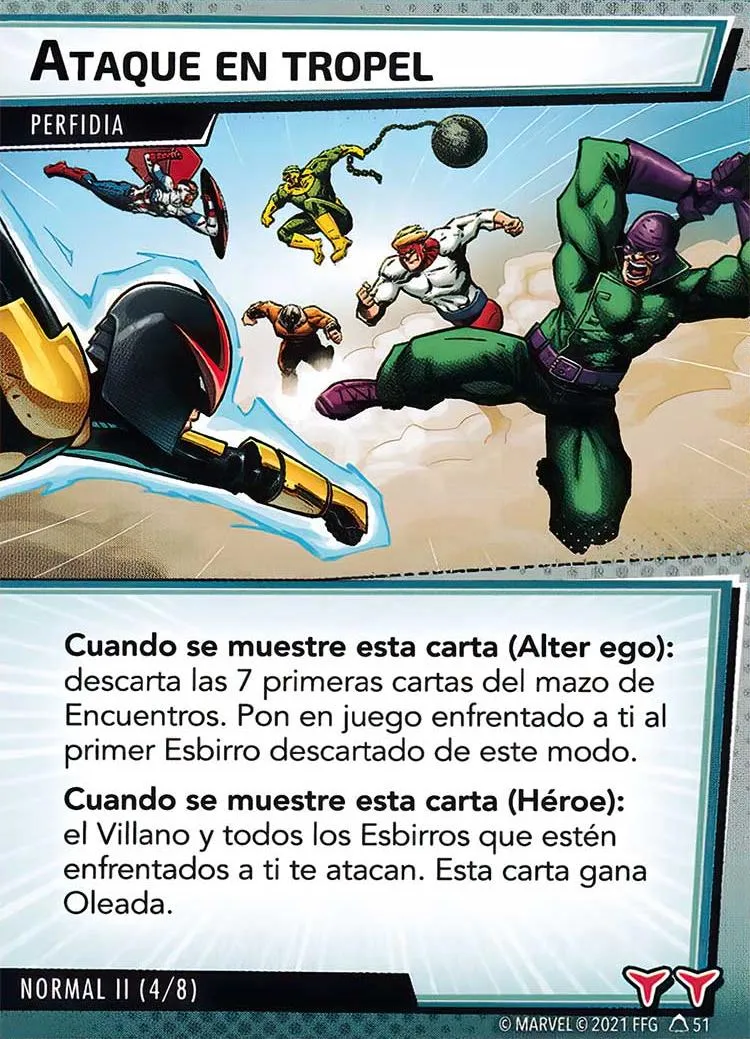 ATAQUE EN TROPEL
PERFIDIA
Cuando se muestre esta carta (Alter ego):
descarta las 7 primeras cartas del mazo de
Encuentros. Pon en juego enfrentado a ti al
primer Esbirro descartado de este modo.
Cuando se muestre esta carta (Héroe):
el Villano y todos los Esbirros que estén
enfrentados a ti te atacan. Esta carta gana
Oleada.
NORMAL II (4/8)
© MARVEL © 2021 FFG 51